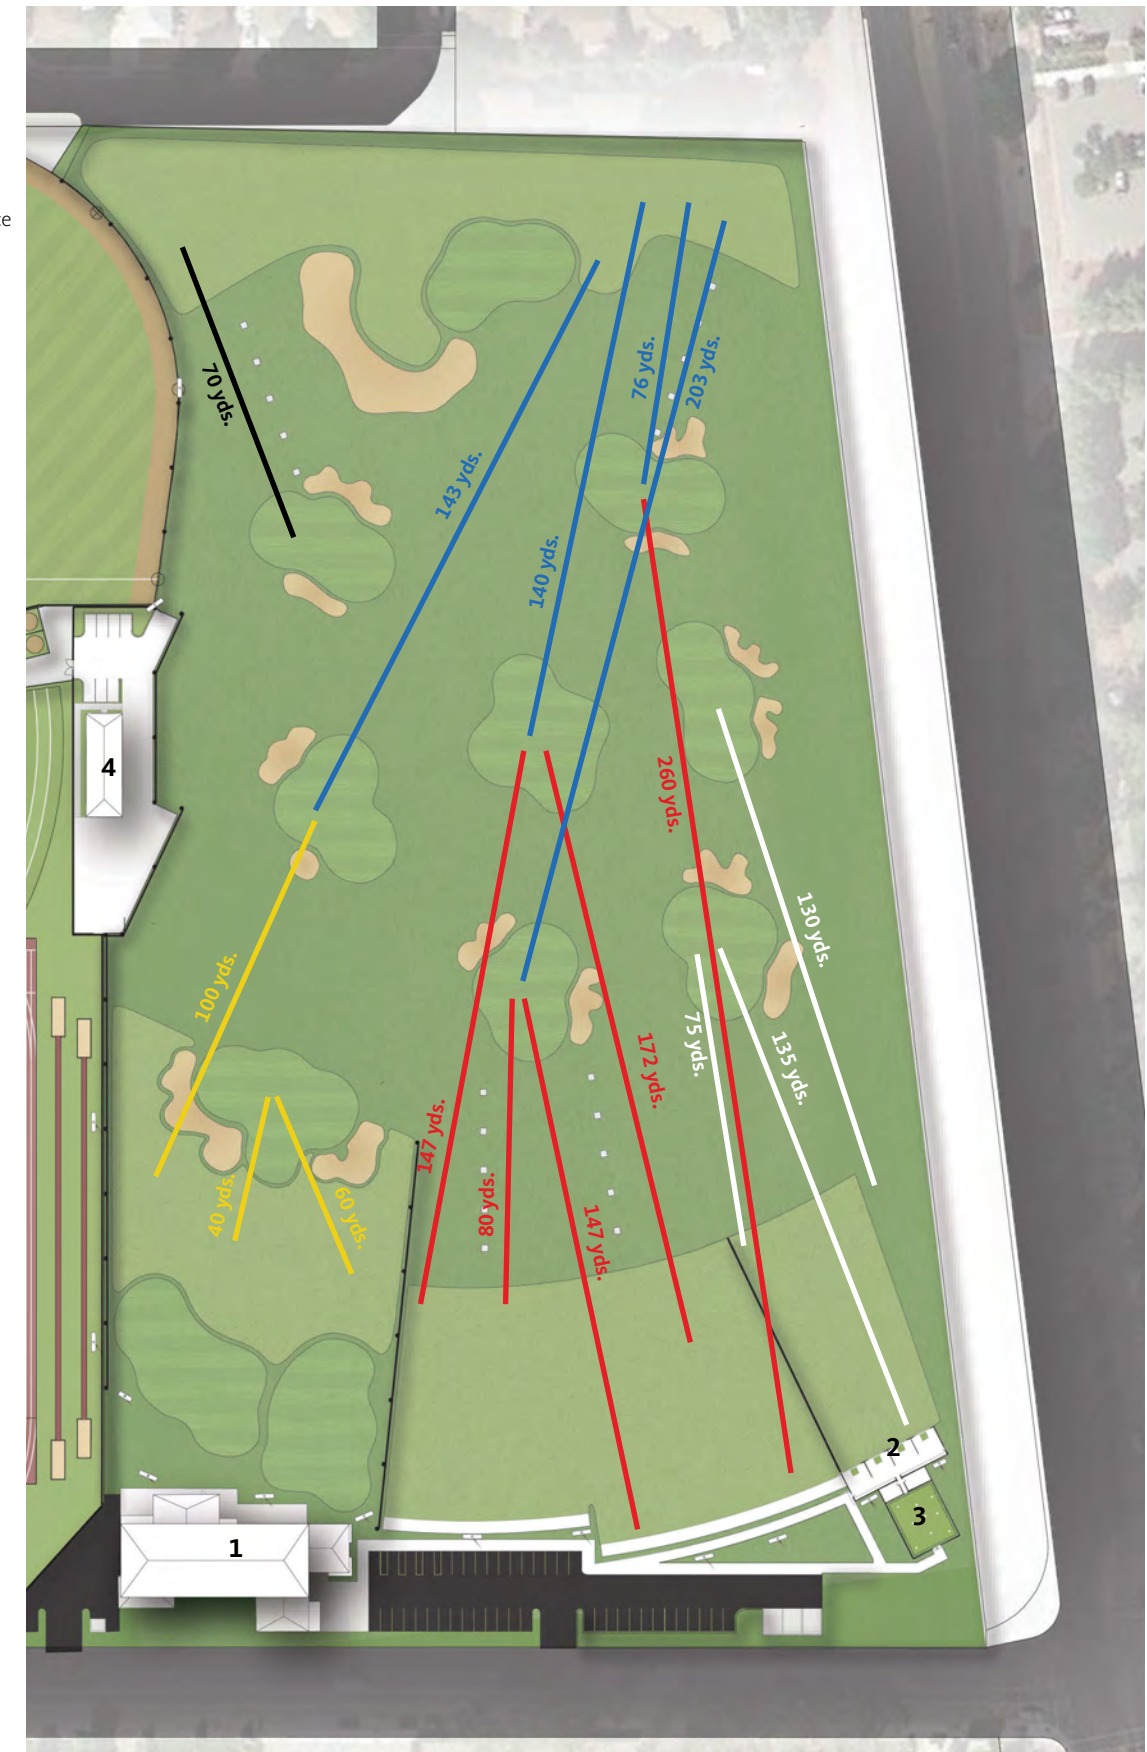 ce
76 yds.
203 yds.
70 yds.
143 yds.
140 yds.
4
260 yds.
130 yds.
100 yds.
75 yds.
172 yds.
135 yds.
147 yds.
40 yds.
80 yds.
60 yds.
147 yds.
2
3
1